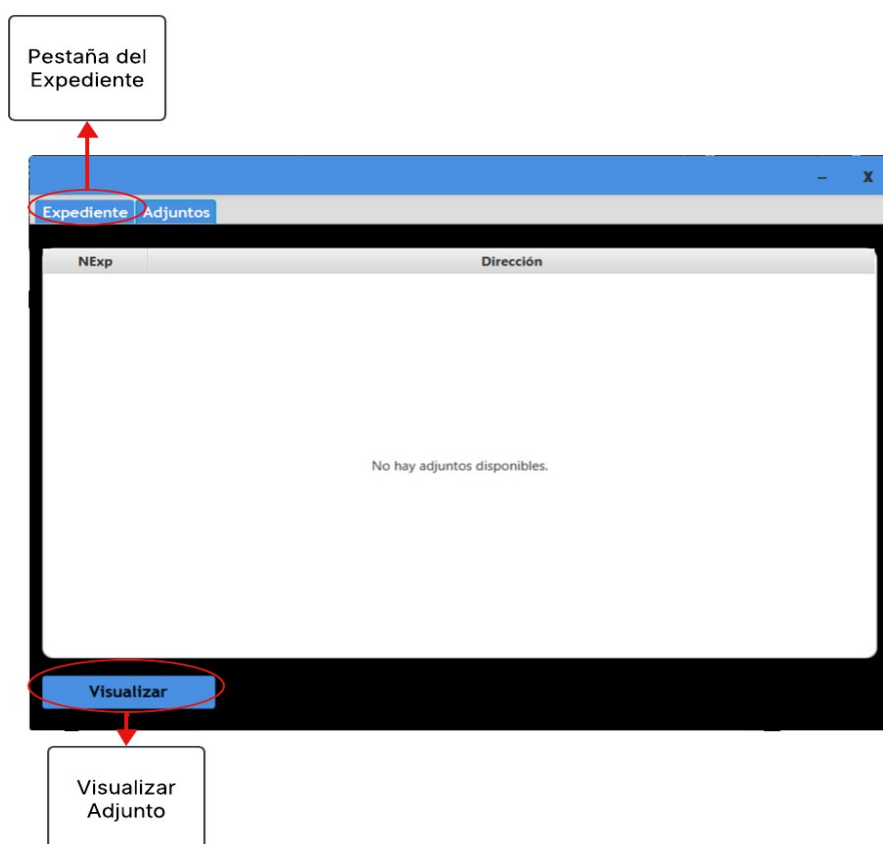 Pestaña del
Expediente
– X
Expediente Adjuntos
NExp Dirección
No hay adjuntos disponibles.
Visualizar
Visualizar
Adjunto